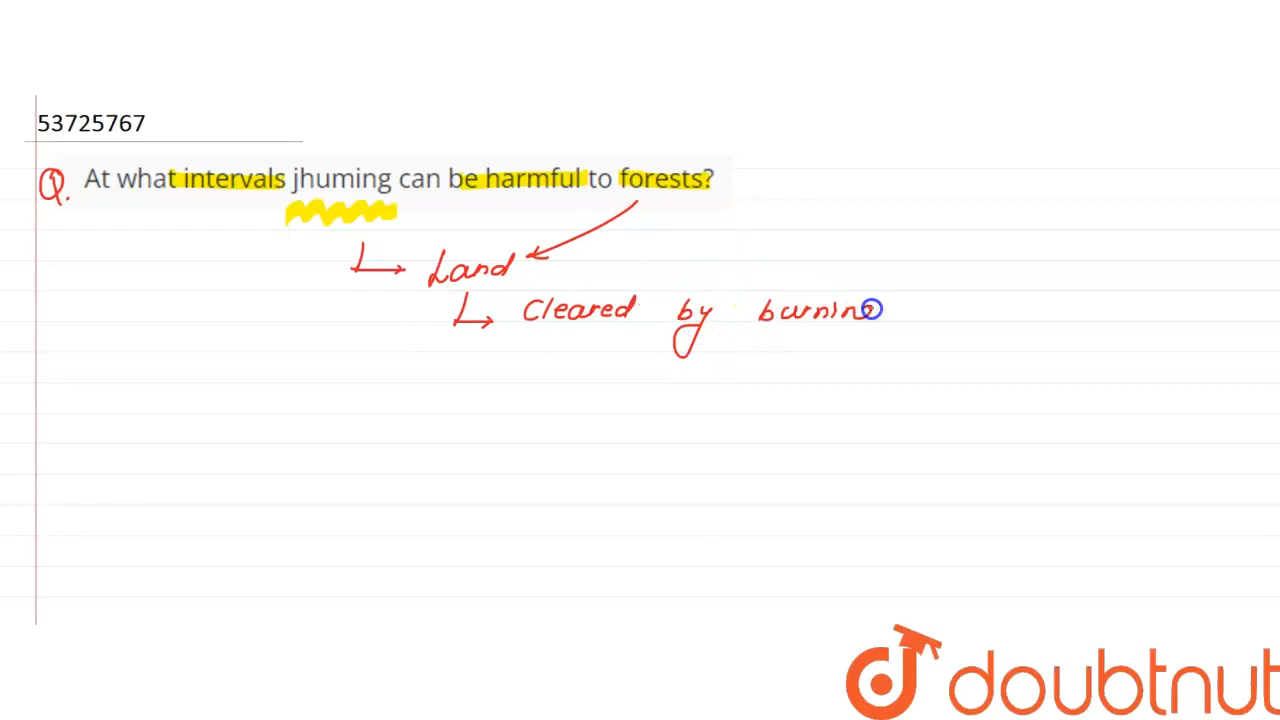 53725767
Q. At what intervals jhuming can be harmful to forests?
Land
Cleared by burning
doubtnut